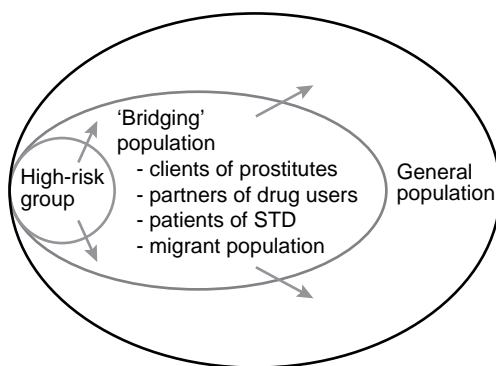 High-risk
group
‘Bridging’
population
- clients of prostitutes
- partners of drug users
- patients of STD
- migrant population
General
population